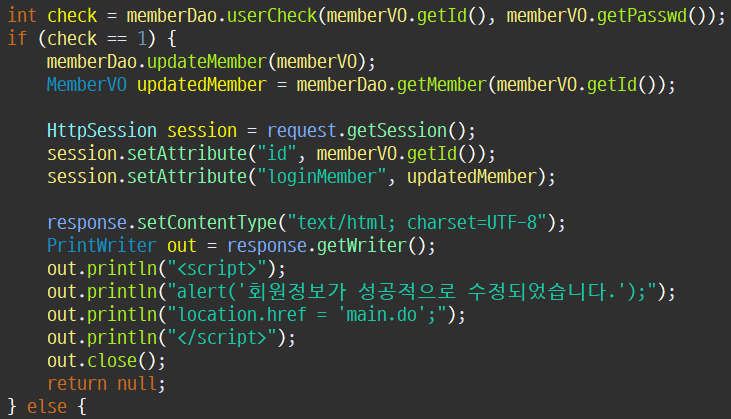 int check = memberDao.userCheck(memberVO.getId(), memberVO.getPasswd());
if (check == 1) {
    memberDao.updateMember(memberVO);
    MemberVO updatedMember = memberDao.getMember(memberVO.getId());

    HttpSession session = request.getSession();
    session.setAttribute("id", memberVO.getId());
    session.setAttribute("loginMember", updatedMember);

    response.setContentType("text/html; charset=UTF-8");
    PrintWriter out = response.getWriter();
    out.println("<script>");
    out.println("alert('회원정보가 성공적으로 수정되었습니다.');");
    out.println("location.href = 'main.do';");
    out.println("</script>");
    out.close();
    return null;
} else {